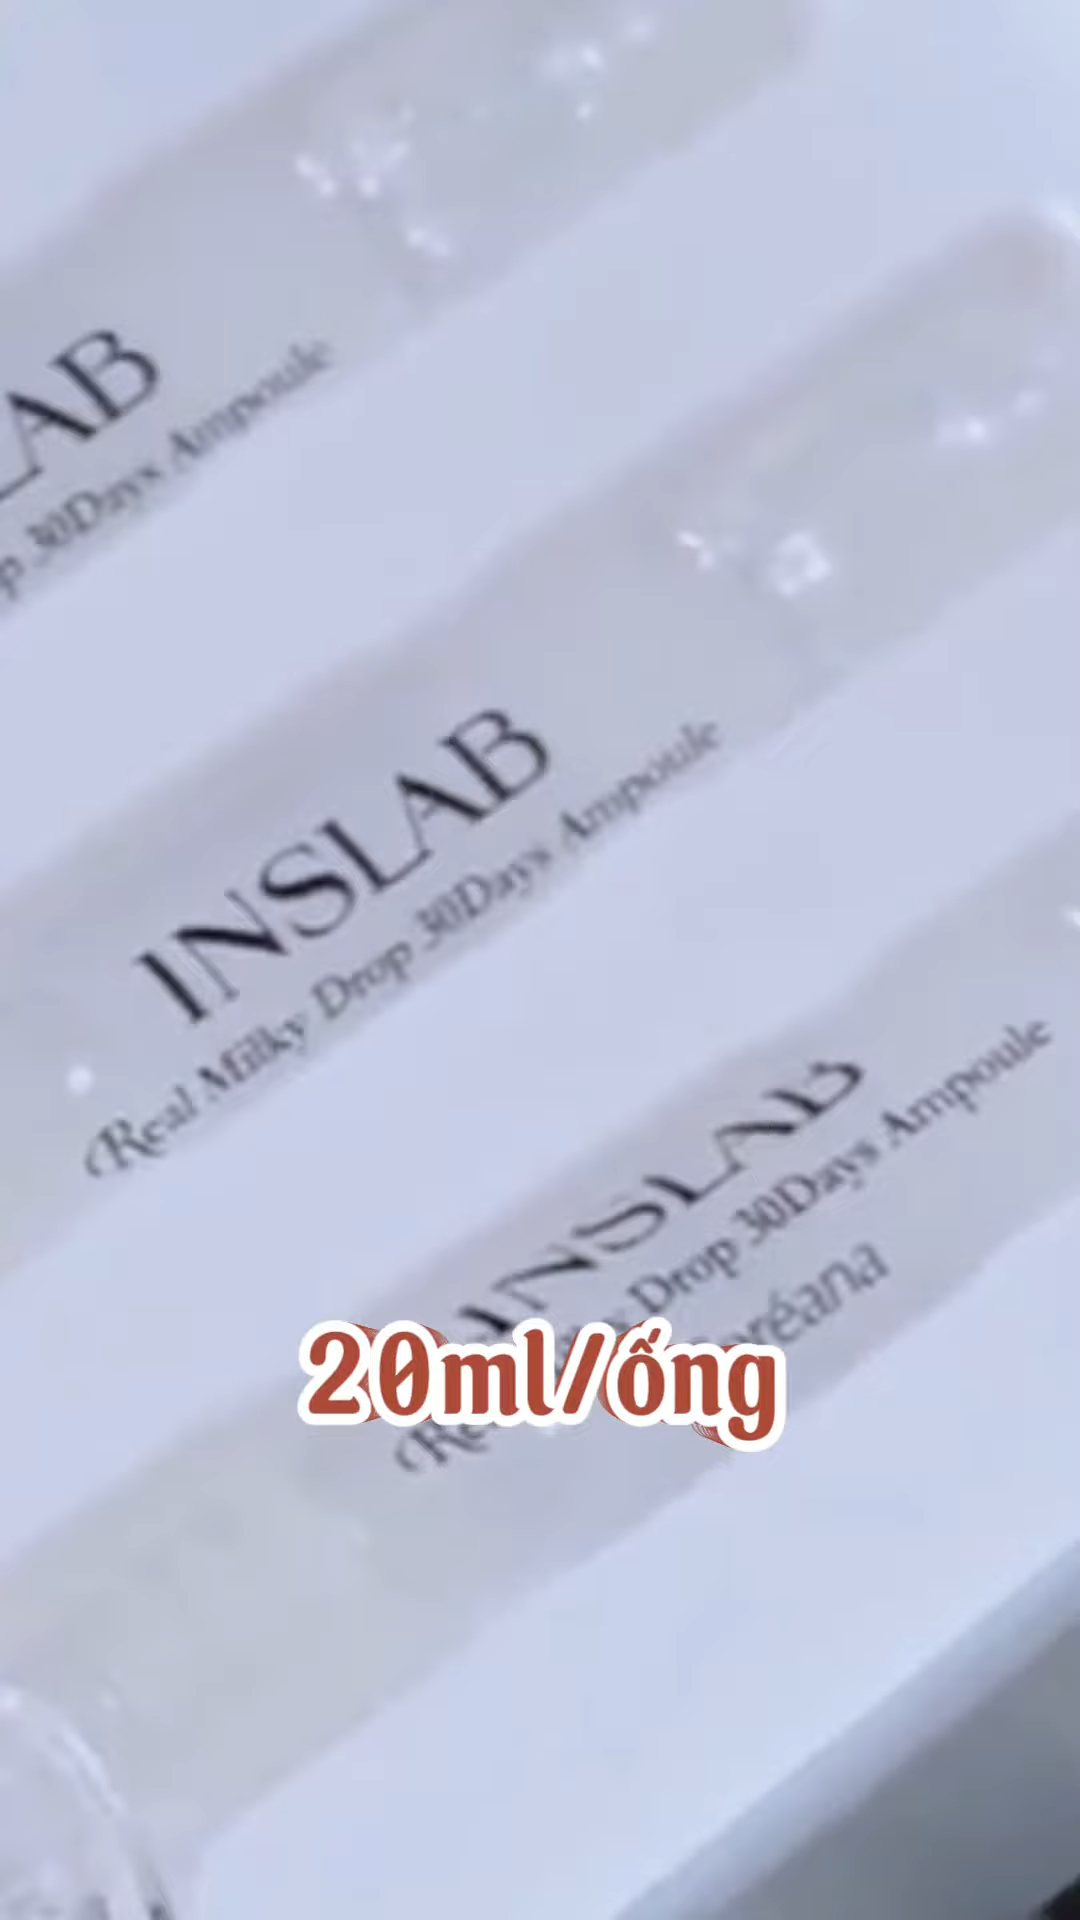 LAB
p 30Days Ampoule
INSLAB
Real Milky Drop 30Days Ampoule
INSLAB
Drop 30Days Ampoule
20ml/ống